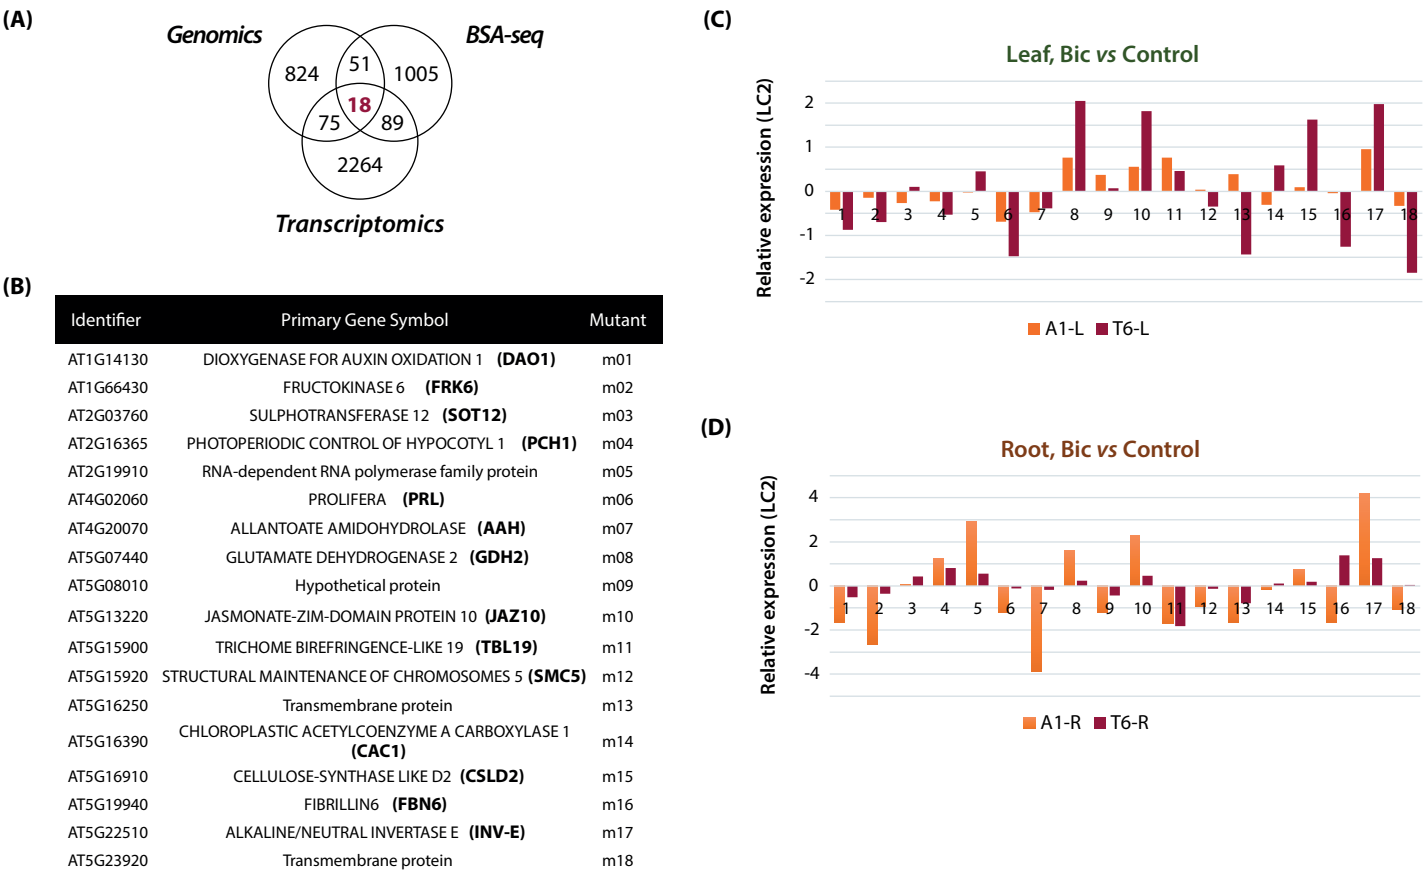 (A)
Genomics
BSA-seq
824
51
1005
18
75
89
2264
Transcriptomics
(B)
Identifier Primary Gene Symbol Mutant
AT1G14130 DIOXYGENASE FOR AUXIN OXIDATION 1 (DAO1) m01
AT1G66430 FRUCTOKINASE 6 (FRK6) m02
AT2G03760 SULPHOTRANSFERASE 12 (SOT12) m03
AT2G16365 PHOTOPERIODIC CONTROL OF HYPOCOTYL 1 (PCH1) m04
AT2G19910 RNA-dependent RNA polymerase family protein m05
AT4G02060 PROLIFERA (PRL) m06
AT4G20070 ALLANTOATE AMIDOHYDROLASE (AAH) m07
AT5G07440 GLUTAMATE DEHYDROGENASE 2 (GDH2) m08
AT5G08010 Hypothetical protein m09
AT5G13220 JASMONATE-ZIM-DOMAIN PROTEIN 10 (JAZ10) m10
AT5G15900 TRICHOME BIREFRINGENCE-LIKE 19 (TBL19) m11
AT5G15920 STRUCTURAL MAINTENANCE OF CHROMOSOMES 5 (SMC5) m12
AT5G16250 Transmembrane protein m13
AT5G16390 CHLOROPLASTIC ACETYLCOENZYME A CARBOXYLASE 1 m14
(CAC1)
AT5G16910 CELLULOSE-SYNTHASE LIKE D2 (CSLD2) m15
AT5G19940 FIBRILLIN6 (FBN6) m16
AT5G22510 ALKALINE/NEUTRAL INVERTASE E (INV-E) m17
AT5G23920 Transmembrane protein m18
(C)
Leaf, Bic vs Control
Relative expression (LC2)
2
1
0
-1
-2
1 2 3 4 5 6 7 8 9 10 11 12 13 14 15 16 17 18
A1-L T6-L
(D)
Root, Bic vs Control
Relative expression (LC2)
4
2
0
-2
-4
1 2 3 4 5 6 7 8 9 10 11 12 13 14 15 16 17 18
A1-R T6-R